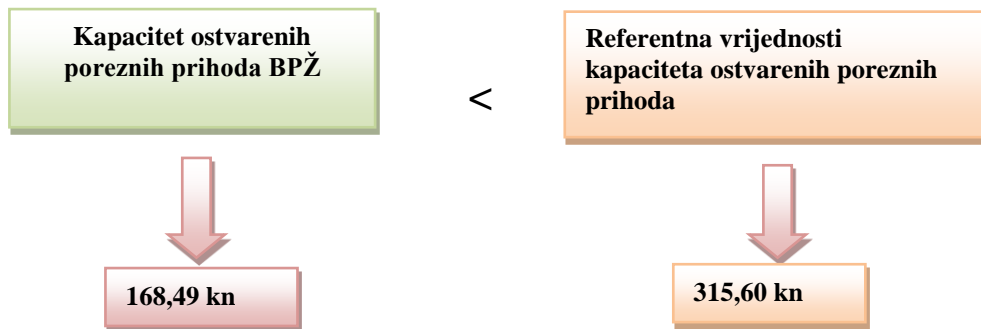 Kapacitet ostvarenih
poreznih prihoda BPŽ
<
Referentna vrijednosti
kapaciteta ostvarenih poreznih
prihoda
168,49 kn
315,60 kn